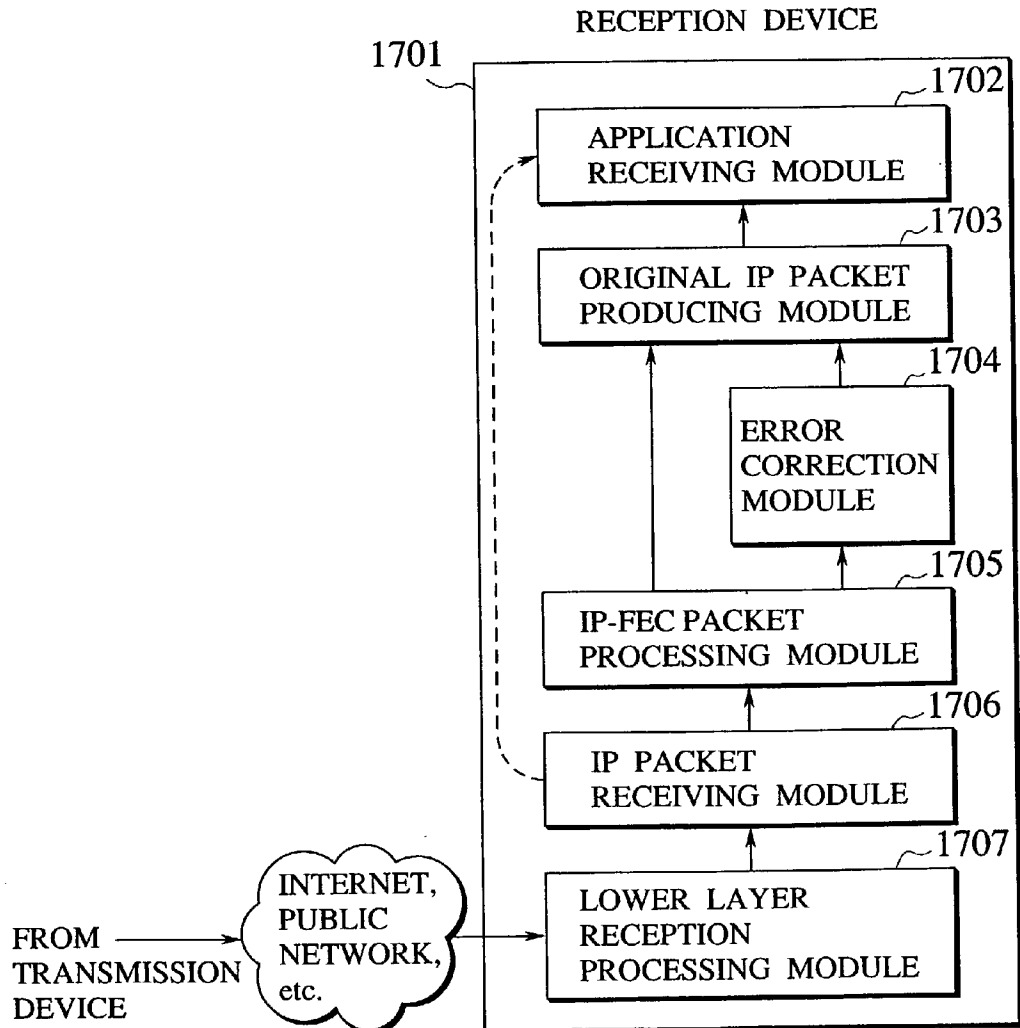 RECEPTION DEVICE
1701
1702
APPLICATION
RECEIVING MODULE
1703
ORIGINAL IP PACKET
PRODUCING MODULE
1704
ERROR
CORRECTION
MODULE
1705
IP-FEC PACKET
PROCESSING MODULE
1706
IP PACKET
RECEIVING MODULE
1707
LOWER LAYER
RECEPTION
PROCESSING MODULE
INTERNET,
PUBLIC
NETWORK,
etc.
FROM
TRANSMISSION
DEVICE